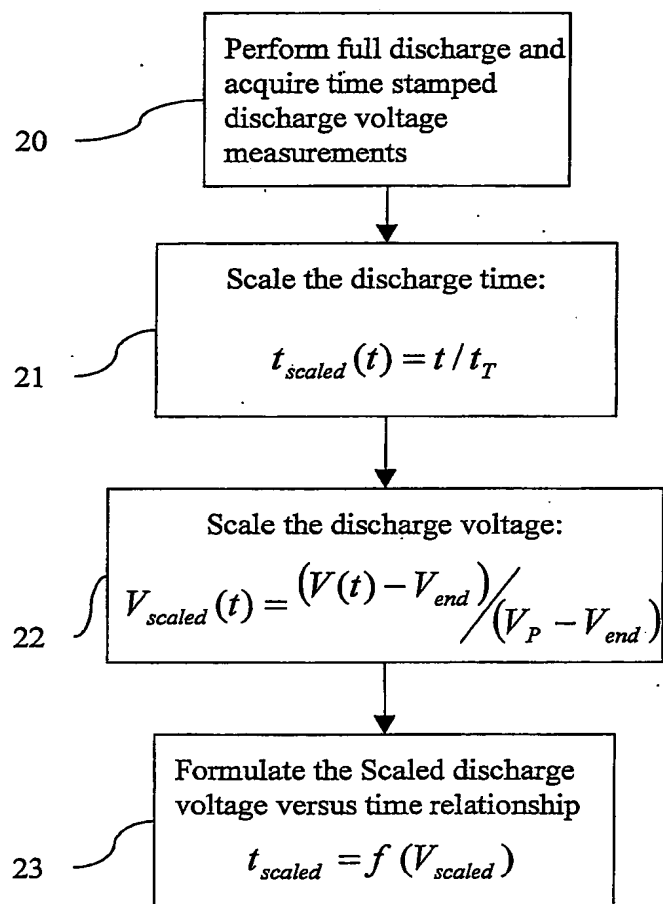 Perform full discharge and
acquire time stamped
discharge voltage
measurements
20
Scale the discharge time:
t_scaled (t) = t / t_T
21
Scale the discharge voltage:
V_scaled (t) = (V(t) − V_end) / (V_P − V_end)
22
Formulate the Scaled discharge
voltage versus time relationship
t_scaled = f (V_scaled)
23